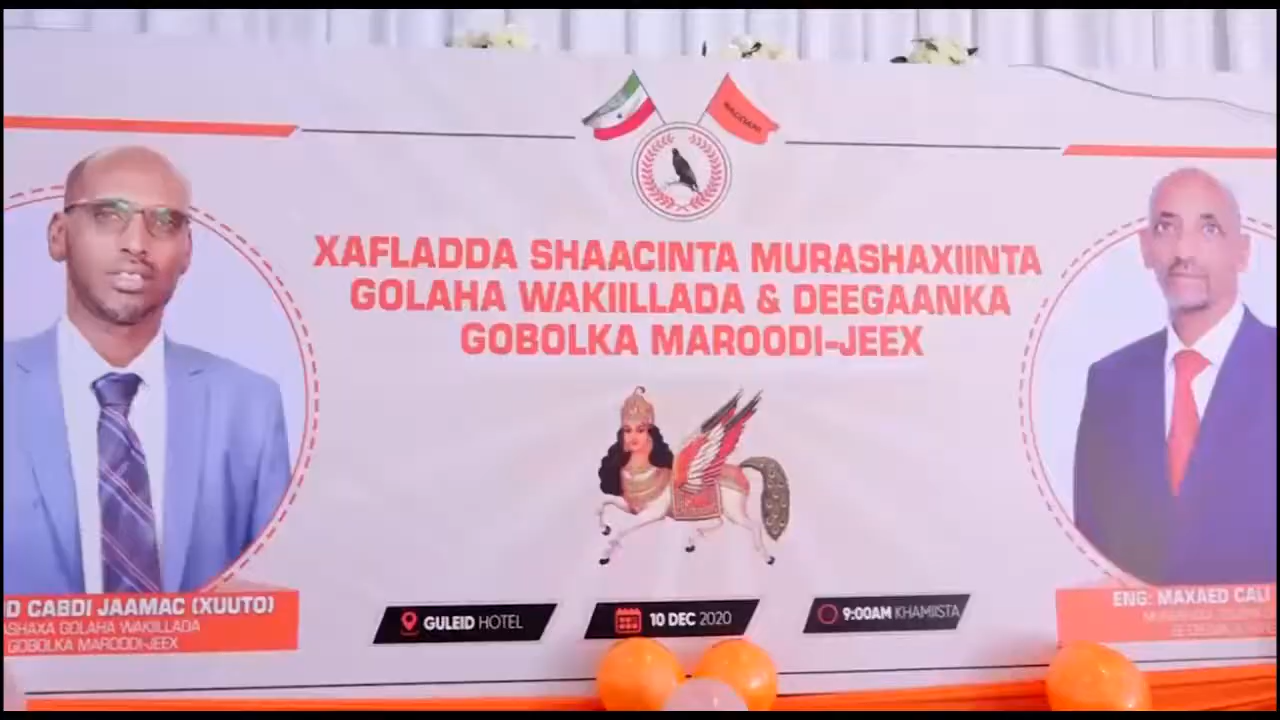 WADDANI
XAFLADDA SHAACINTA MURASHAXIINTA
GOLAHA WAKIILLADA & DEEGAANKA
GOBOLKA MAROODI-JEEX
D CABDI JAAMAC (XUUTO)
ASHAXA GOLAHA WAKIILLADA
GOBOLKA MAROODI-JEEX
GULEID HOTEL
10 DEC 2020
9:00AM KHAMIISTA
ENG: MAXAED CALI